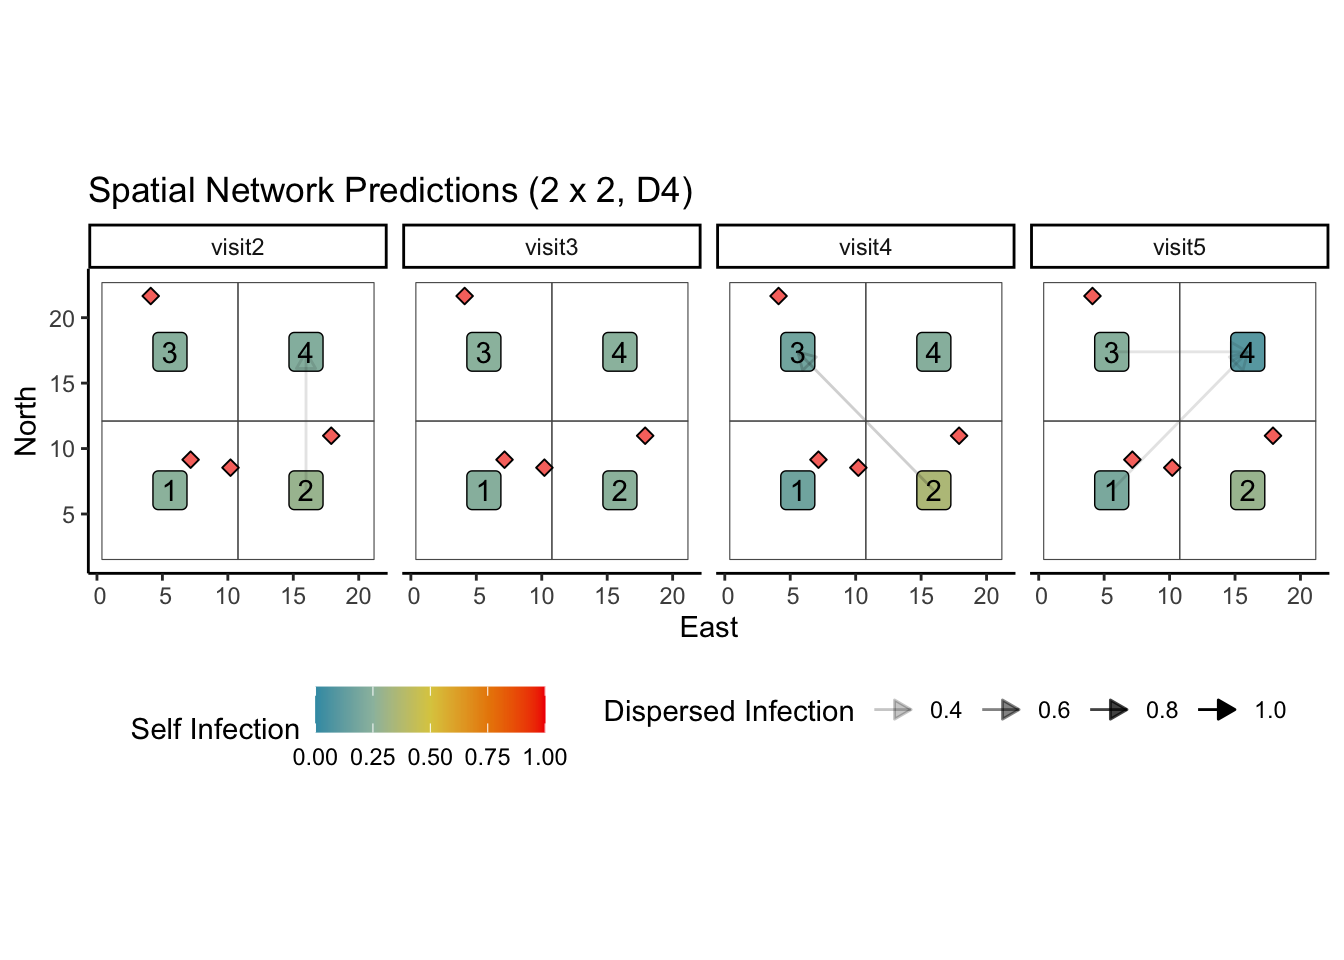 Spatial Network Predictions (2 x 2, D4)
visit2 visit3 visit4 visit5
20
15
10
5
North
3 4 3 4 3 4 3 4
1 2 1 2 1 2 1 2
0 5 10 15 20 0 5 10 15 20 0 5 10 15 20 0 5 10 15 20
East
Self Infection
0.00 0.25 0.50 0.75 1.00
Dispersed Infection 0.4 0.6 0.8 1.0